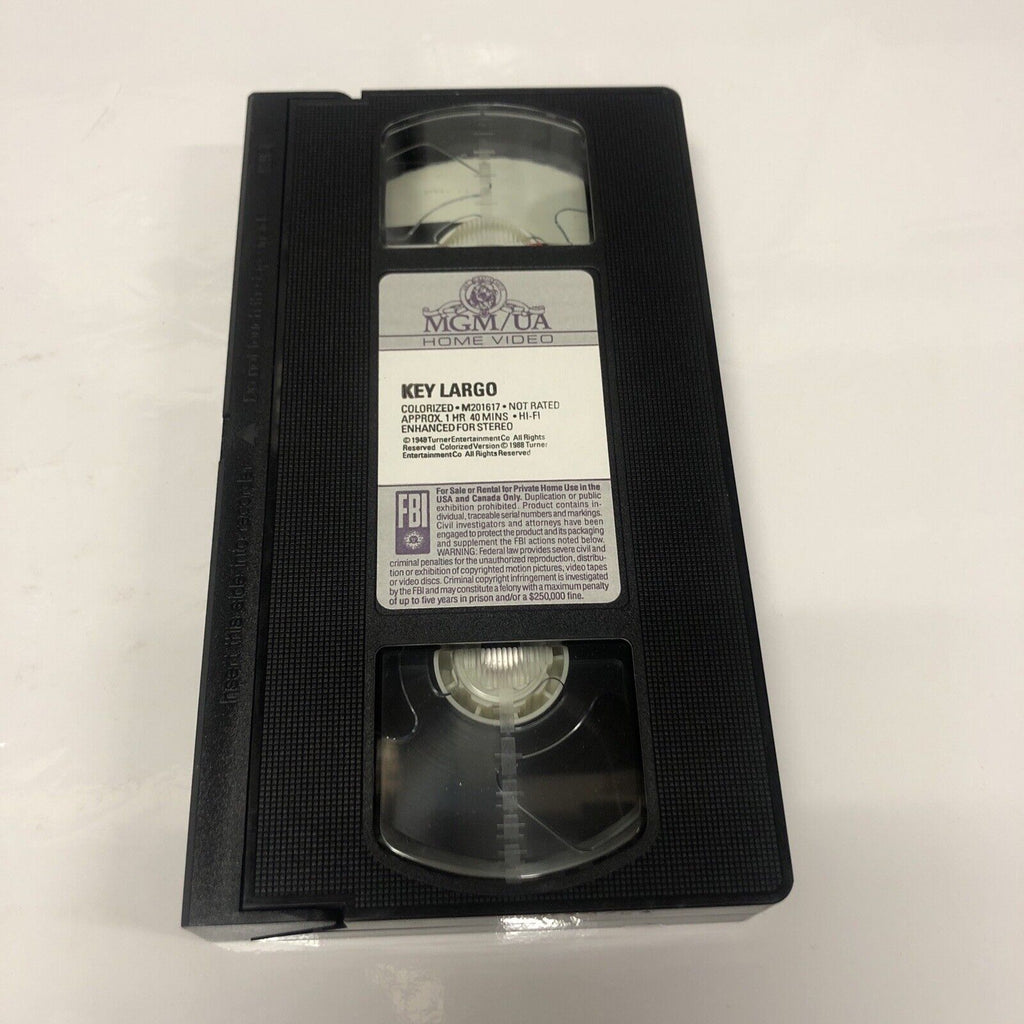 MGM/UA
HOME VIDEO
KEY LARGO
COLORIZED • M201617 • NOT RATED
APPROX. 1 HR 40 MINS • HI-FI
ENHANCED FOR STEREO
© 1948 Turner Entertainment Co All Rights
Reserved Colorized Version © 1988 Turner
Entertainment Co All Rights Reserved
FBI
For Sale or Rental for Private Home Use in the
USA and Canada Only. Duplication or public
exhibition prohibited. Product contains in-
dividual, traceable serial numbers and markings.
Civil investigators and attorneys have been
engaged to protect the product and its packaging
and supplement the FBI actions noted below.
WARNING: Federal law provides severe civil and
criminal penalties for the unauthorized reproduction, distribu-
tion or exhibition of copyrighted motion pictures, video tapes
or video discs. Criminal copyright infringement is investigated
by the FBI and may constitute a felony with a maximum penalty
of up to five years in prison and/or a $250,000 fine.
Insert this side into recorder